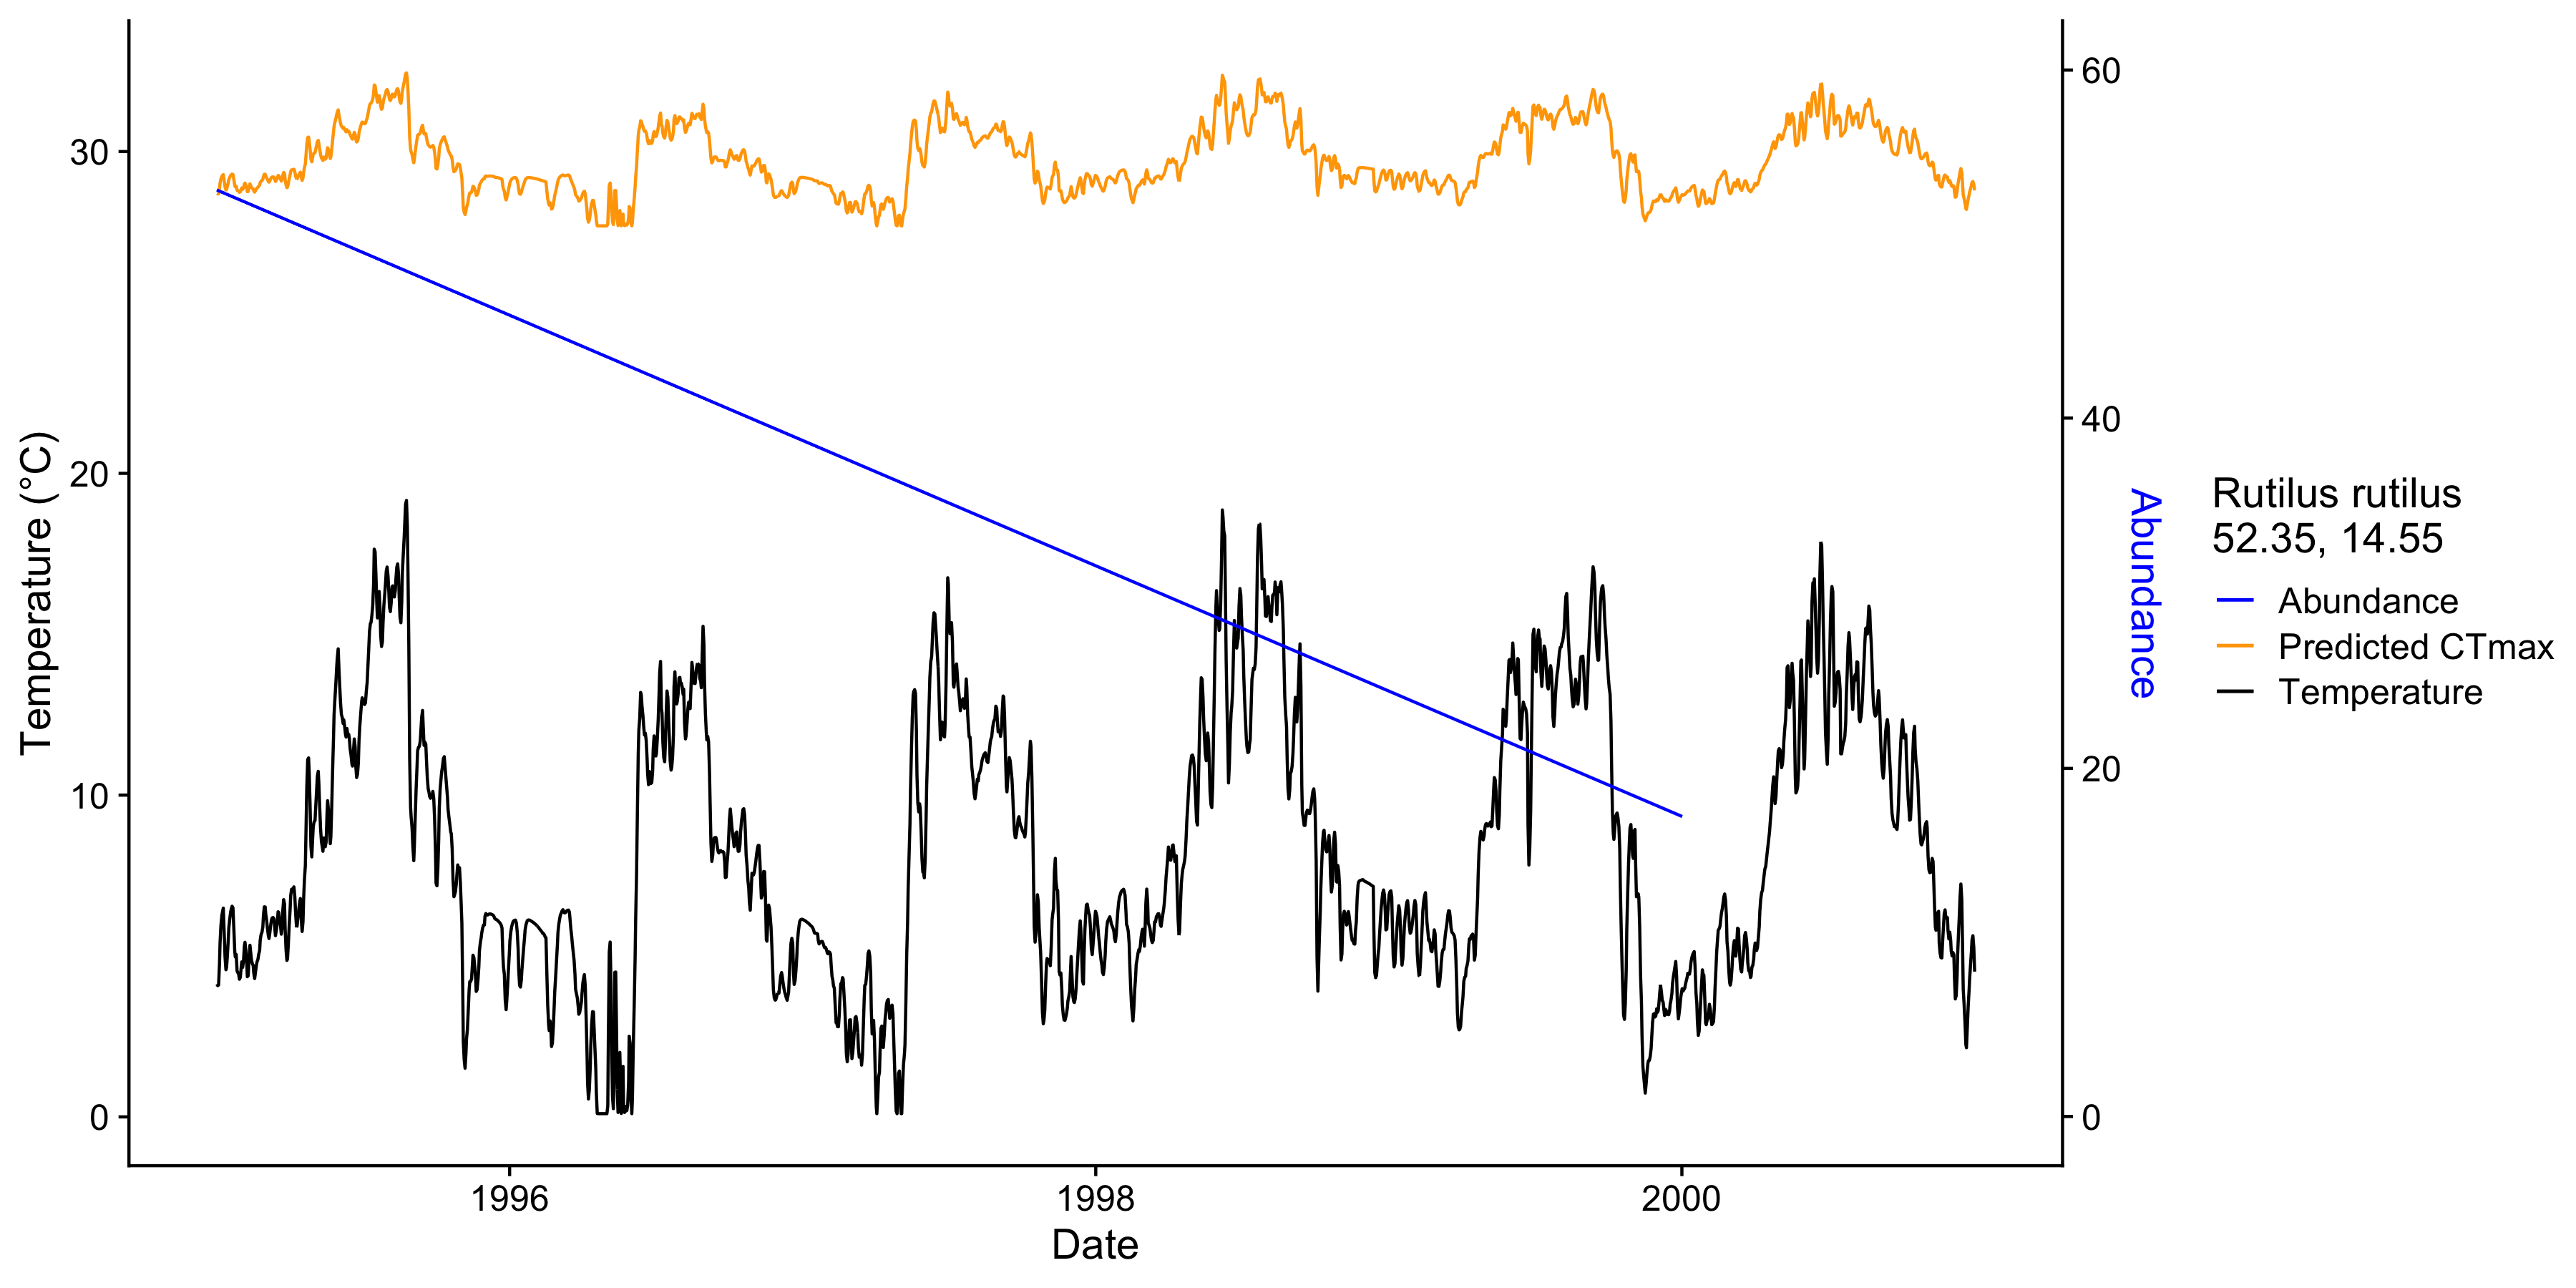 30
20
10
0
Temperature (°C)
1996
1998
2000
Date
60
40
20
0
Abundance
Rutilus rutilus
52.35, 14.55
Abundance
Predicted CTmax
Temperature